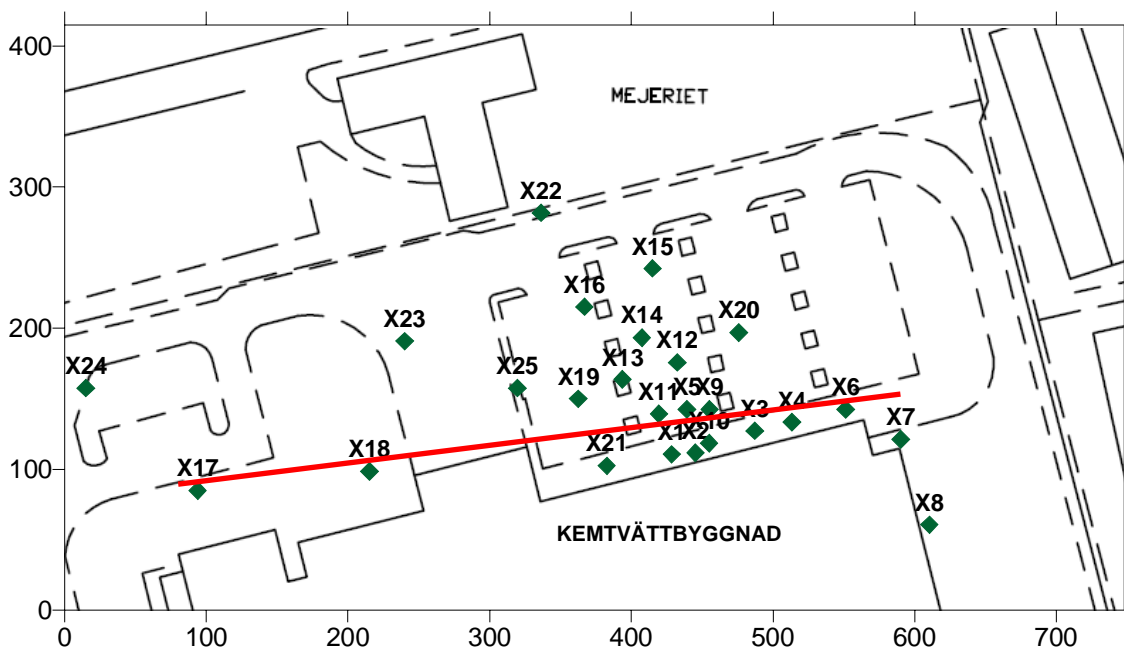 400
MEJERIET
300
X22
X15
X16
X23
X14
X20
200
X12
X24
X13
X25
X19
X5
X9
X6
X11
X3
X4
X7
X1
X2
X10
X18
X21
X17
100
X8
KEMTVÄTTBYGGNAD
0
0
100
200
300
400
500
600
700